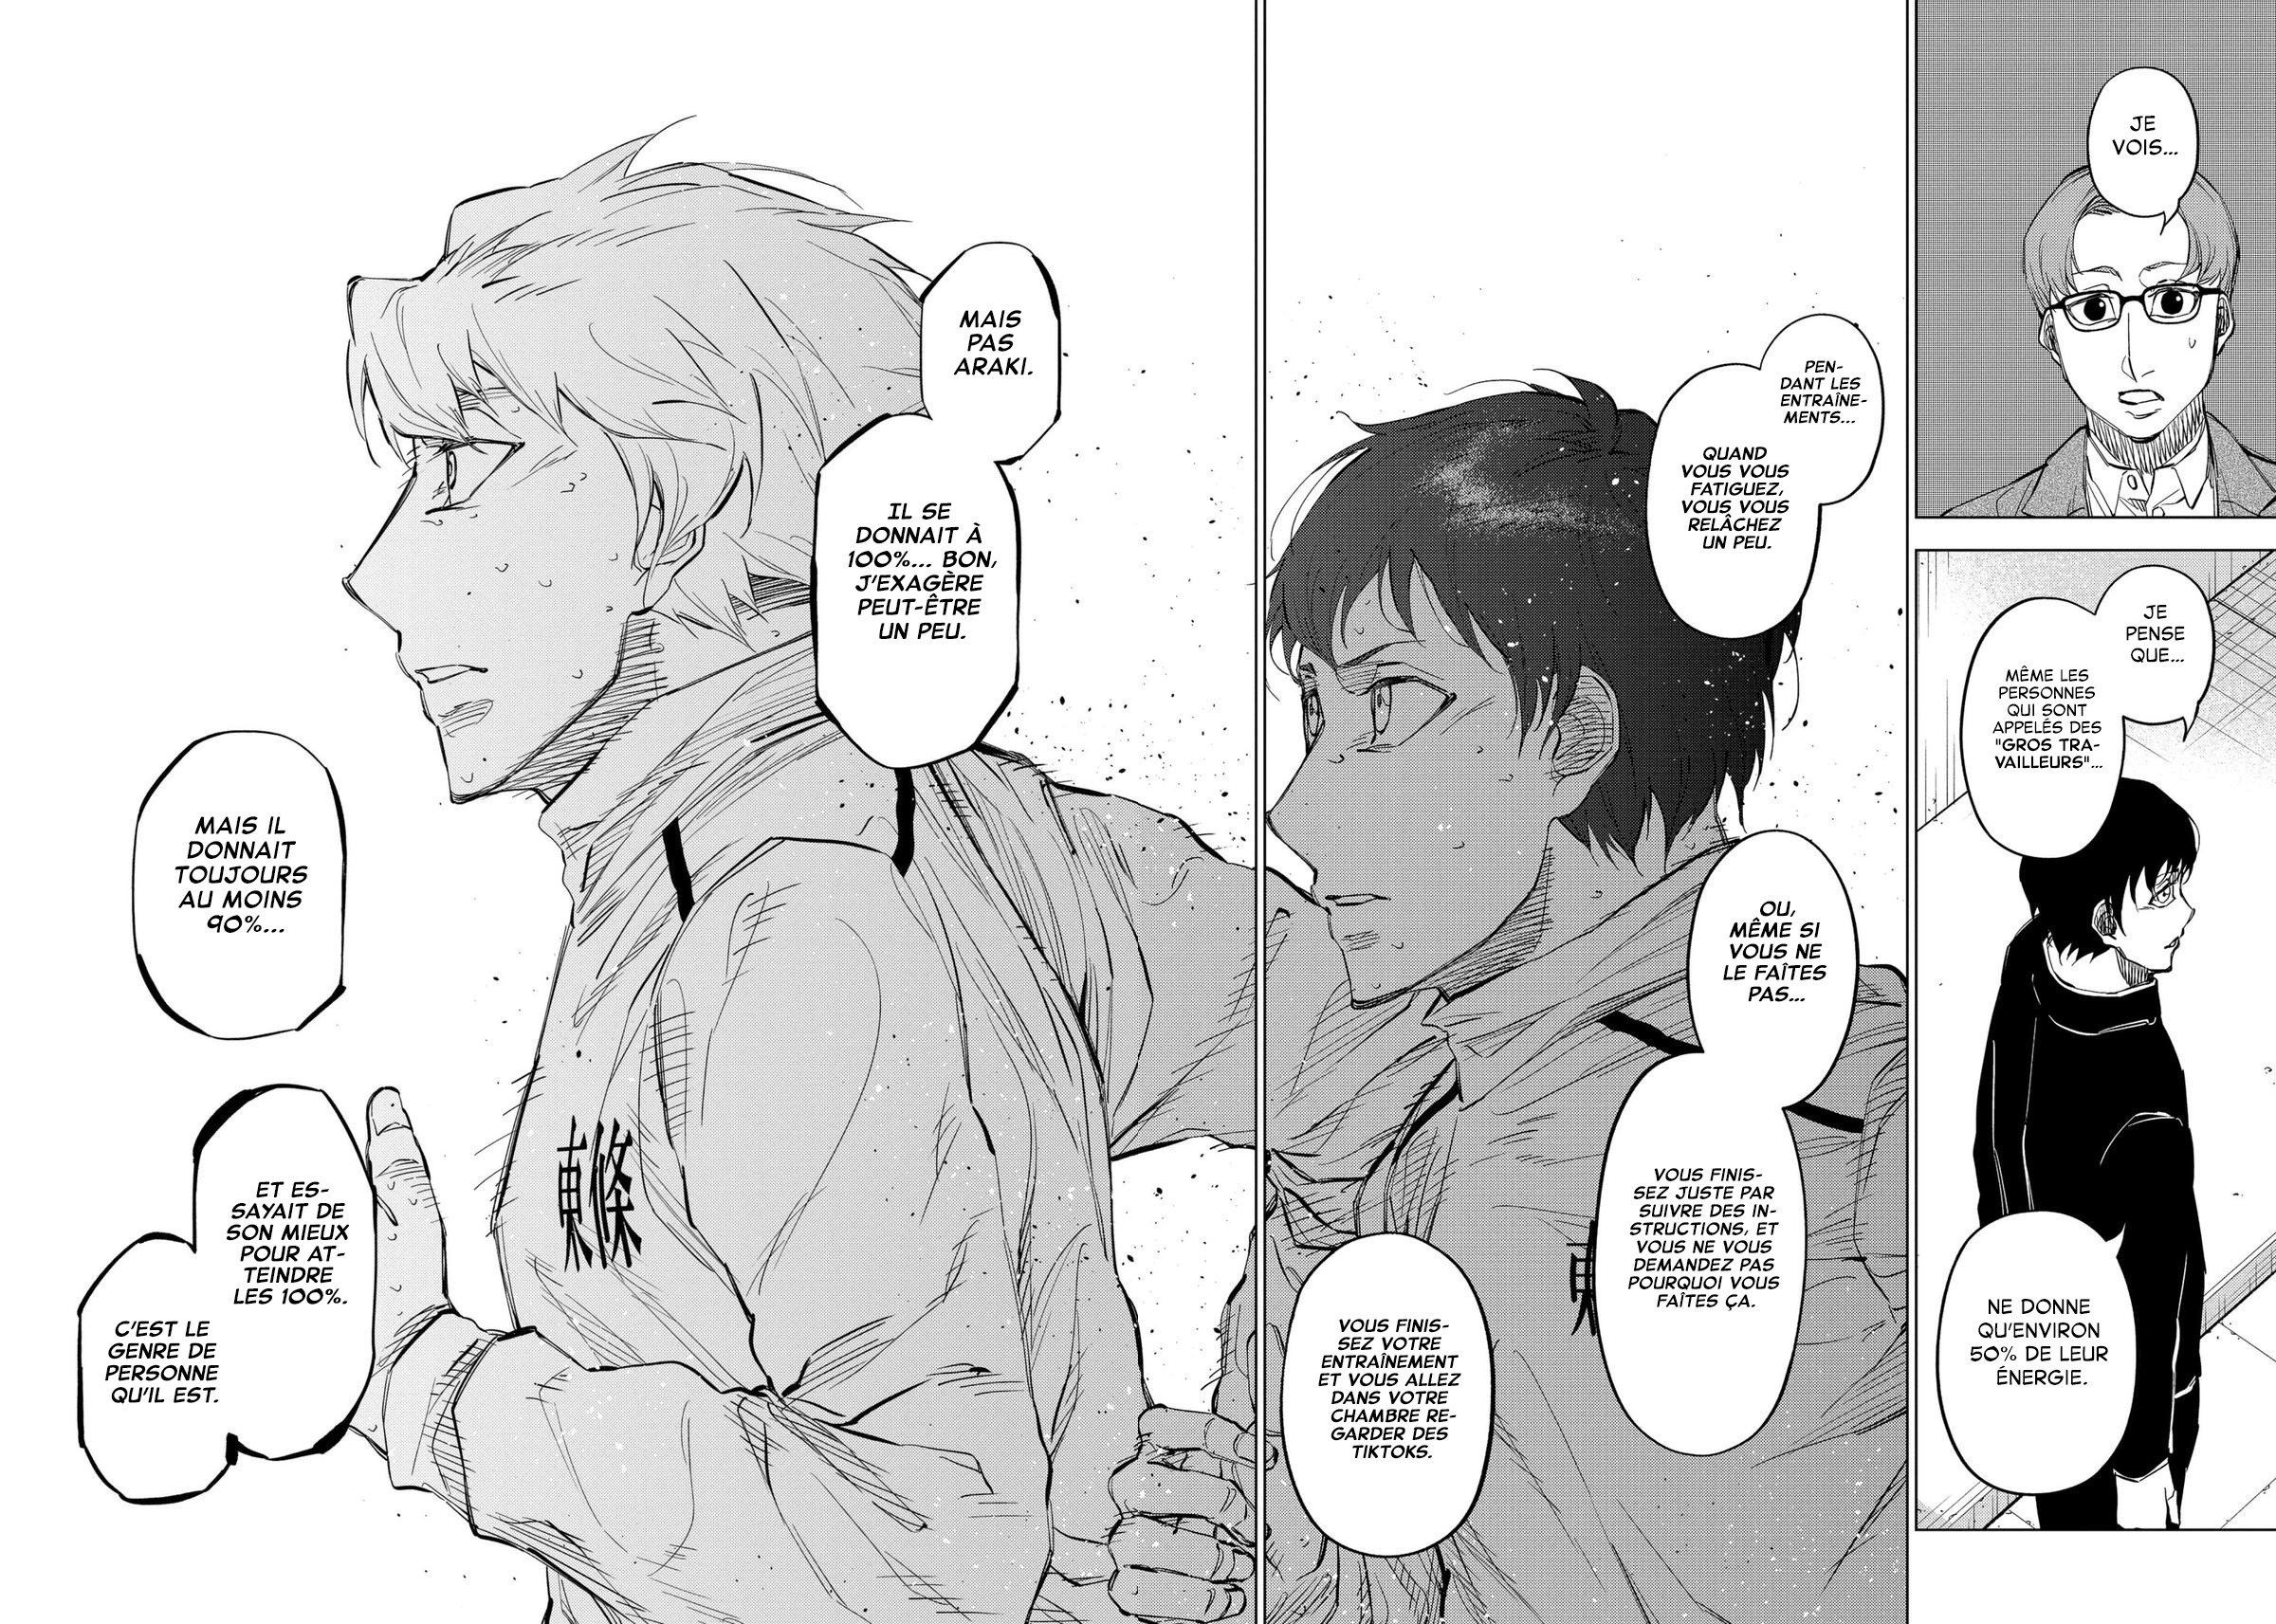 JE
VOIS...
JE
PENSE
QUE...
MÊME LES
PERSONNES
QUI SONT
APPELÉS DES
"GROS TRA-
VAILLEURS"...
NE DONNE
QU'ENVIRON
50% DE LEUR
ÉNERGIE.
PEN-
DANT LES
ENTRAÎNE-
MENTS...
QUAND
VOUS VOUS
FATIGUEZ,
VOUS VOUS
RELÂCHEZ
UN PEU.
OU,
MÊME SI
VOUS NE
LE FAÎTES
PAS...
VOUS FINIS-
SEZ JUSTE PAR
SUIVRE DES IN-
STRUCTIONS, ET
VOUS NE VOUS
DEMANDEZ PAS
POURQUOI VOUS
FAÎTES ÇA.
VOUS FINIS-
SEZ VOTRE
ENTRAÎNEMENT
ET VOUS ALLEZ
DANS VOTRE
CHAMBRE RE-
GARDER DES
TIKTOKS.
東
MAIS
PAS
ARAKI.
IL SE
DONNAIT À
100%... BON,
J'EXAGÈRE
PEUT-ÊTRE
UN PEU.
MAIS IL
DONNAIT
TOUJOURS
AU MOINS
90%...
ET ES-
SAYAIT DE
SON MIEUX
POUR AT-
TEINDRE
LES 100%.
C'EST LE
GENRE DE
PERSONNE
QU'IL EST.
東條